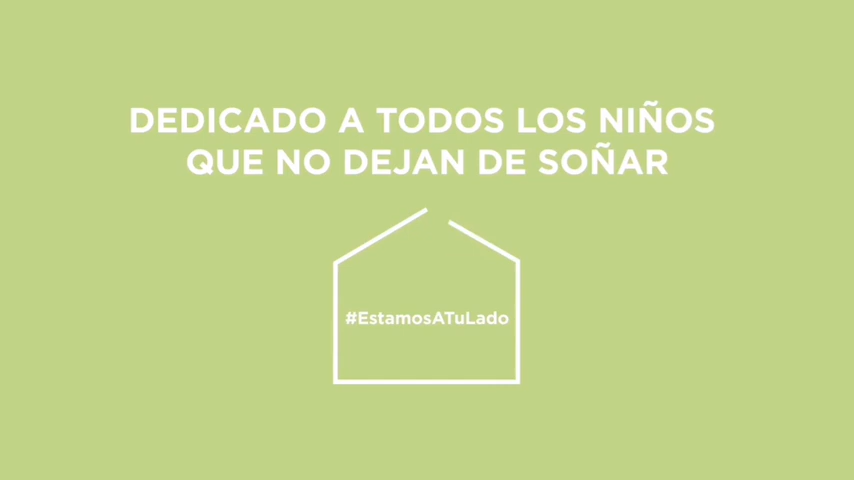 DEDICADO A TODOS LOS NIÑOS
QUE NO DEJAN DE SOÑAR
#EstamosATuLado